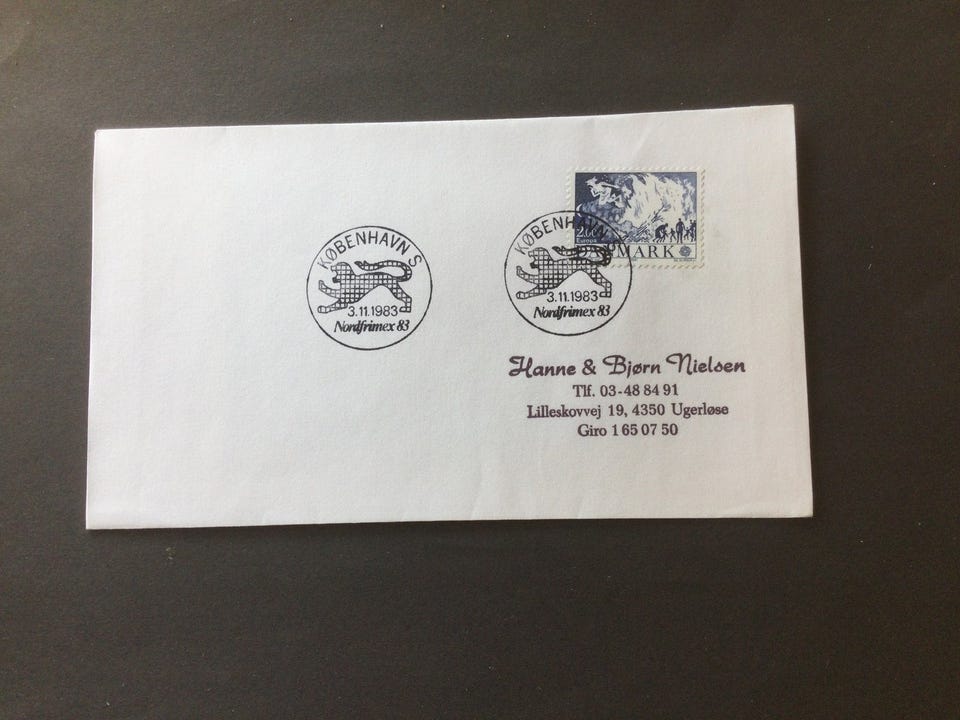 KØBENHAVN S
3.11.1983
Nordfrimex 83
2.00
Europa
DANMARK
KØBENHAVN S
3.11.1983
Nordfrimex 83
Hanne & Bjørn Nielsen
Tlf. 03-48 84 91
Lilleskovvej 19, 4350 Ugerløse
Giro 1 65 07 50